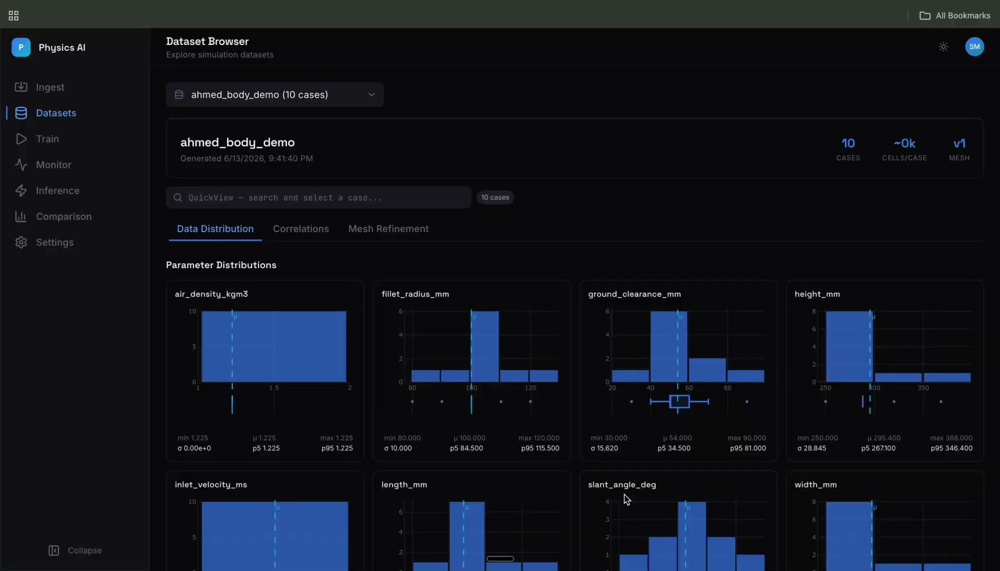 All Bookmarks
P
Physics AI
Ingest
Datasets
Train
Monitor
Inference
Comparison
Settings
Collapse
Dataset Browser
Explore simulation datasets
SM
ahmed_body_demo (10 cases)
ahmed_body_demo
Generated 6/13/2026, 9:41:40 PM
10
CASES
~0k
CELLS/CASE
v1
MESH
QuickView — search and select a case...
10 cases
Data Distribution
Correlations
Mesh Refinement
Parameter Distributions
air_density_kgm3
10
5
0
μ
1
1.5
2
min 1.225
μ 1.225
max 1.225
σ 0.00e+0
p5 1.225
p95 1.225
fillet_radius_mm
6
4
2
0
μ
80
100
120
min 80.000
μ 100.000
max 120.000
σ 10.000
p5 84.500
p95 115.500
ground_clearance_mm
6
4
2
0
μ
20
40
60
80
min 30.000
μ 54.000
max 90.000
σ 15.620
p5 34.500
p95 81.000
height_mm
8
6
4
2
0
μ
250
300
350
min 250.000
μ 295.400
max 368.000
σ 28.845
p5 267.100
p95 346.400
inlet_velocity_ms
10
5
μ
length_mm
6
4
2
μ
slant_angle_deg
4
3
2
1
μ
width_mm
8
6
4
2
μ